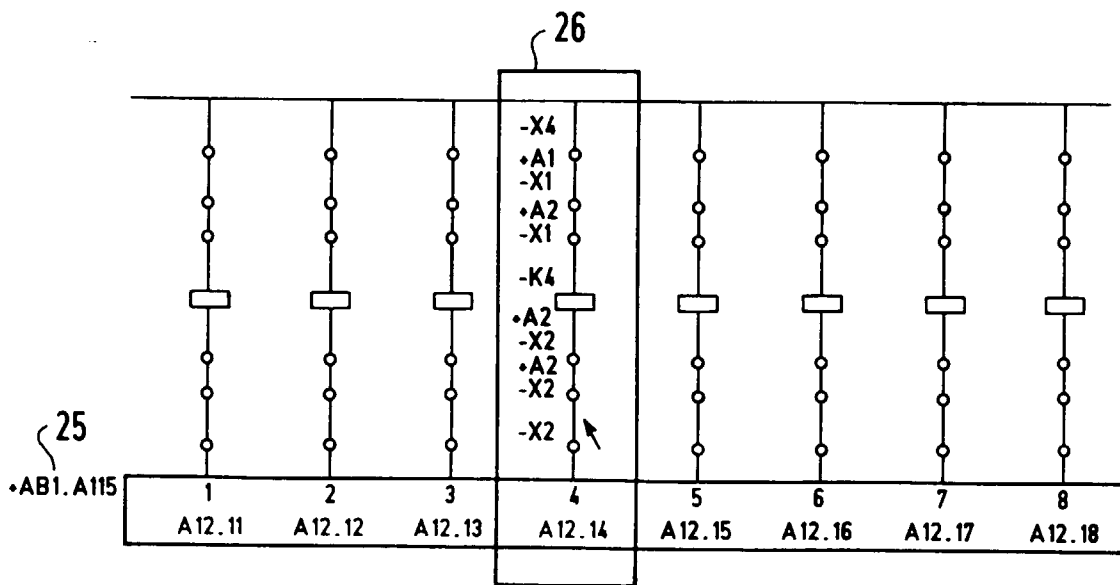 26
-X4
+A1
-X1
+A2
-X1
-K4
+A2
-X2
+A2
-X2
-X2
25
+AB1.A115
1 2 3 4 5 6 7 8
A12.11 A12.12 A12.13 A12.14 A12.15 A12.16 A12.17 A12.18